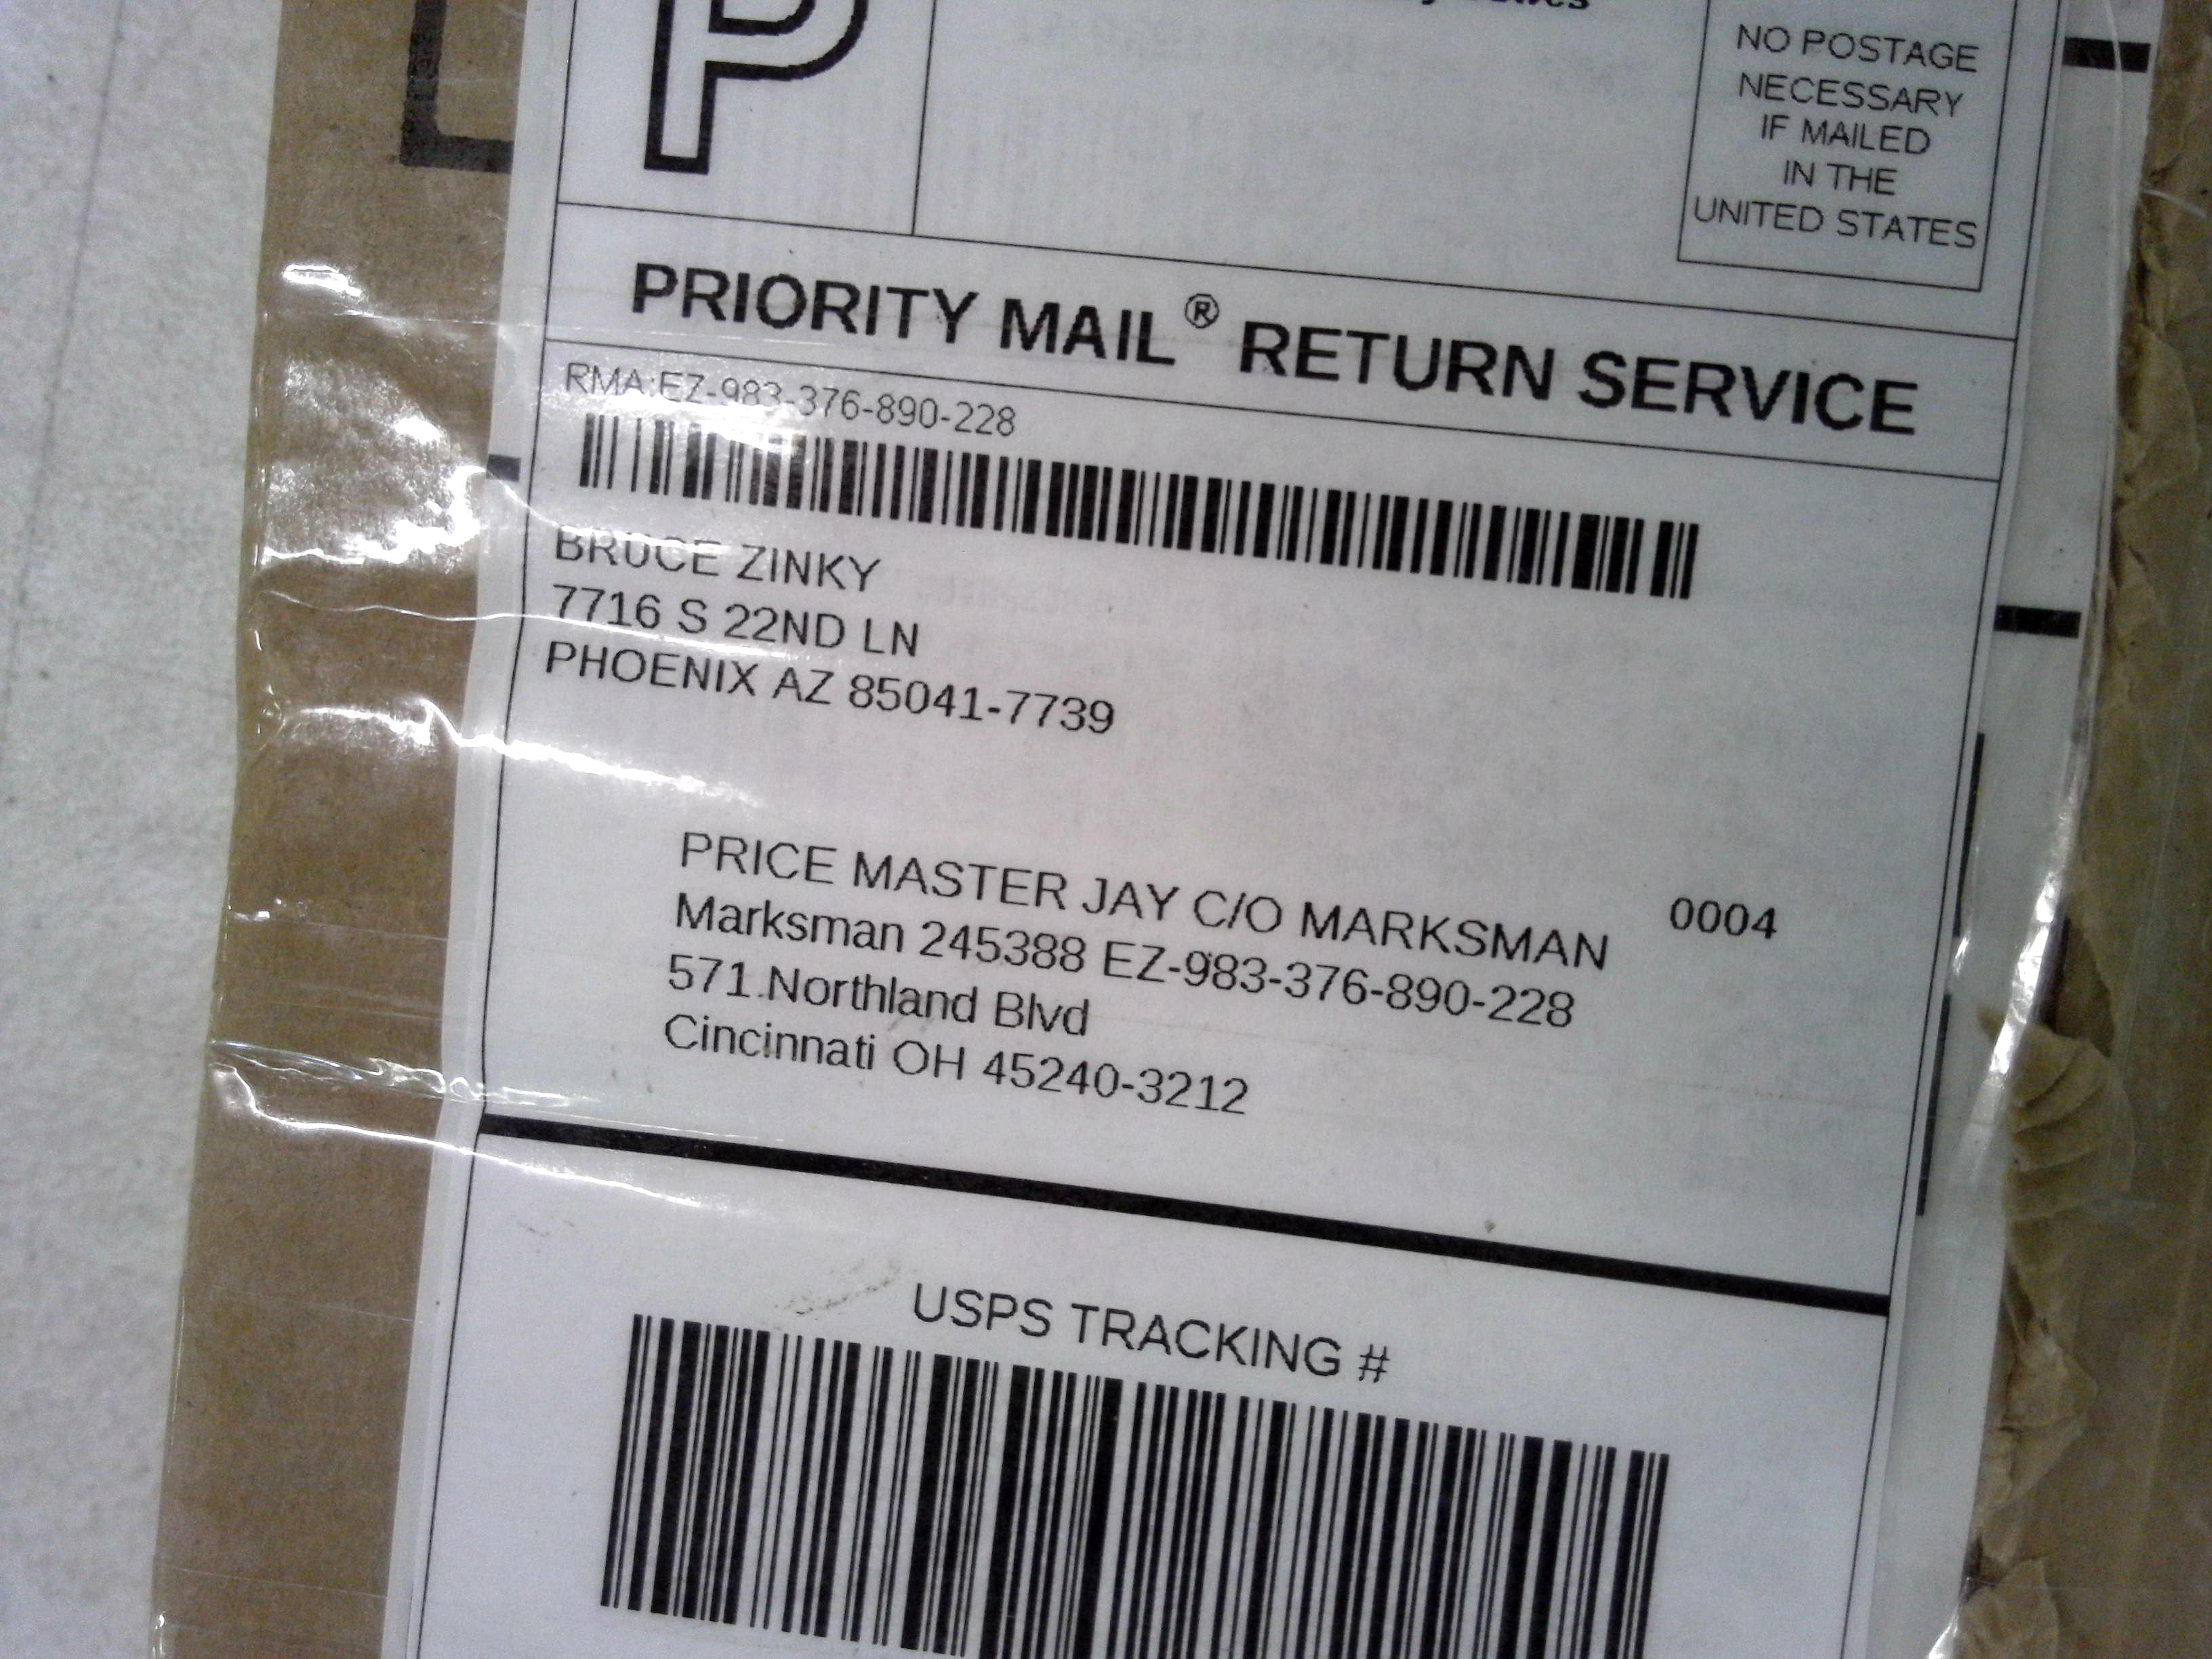 P
NO POSTAGE
NECESSARY
IF MAILED
IN THE
UNITED STATES
PRIORITY MAIL® RETURN SERVICE
RMA:EZ-983-376-890-228
BRUCE ZINKY
7716 S 22ND LN
PHOENIX AZ 85041-7739
PRICE MASTER JAY C/O MARKSMAN 0004
Marksman 245388 EZ-983-376-890-228
571 Northland Blvd
Cincinnati OH 45240-3212
USPS TRACKING #